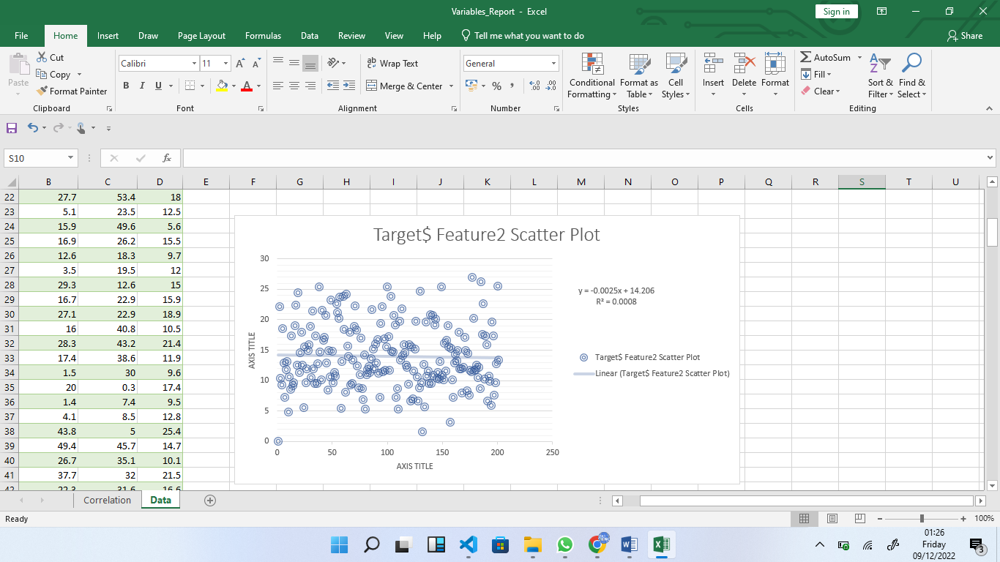 Variables_Report - Excel
Sign in
File Home Insert Draw Page Layout Formulas Data Review View Help Tell me what you want to do Share
Paste
Cut
Copy
Format Painter
Clipboard
Calibri 11
B I U A
Font
Wrap Text
Merge & Center
Alignment
General
Number
Conditional Formatting
Format as Table
Cell Styles
Styles
Insert Delete Format
Cells
AutoSum
Fill
Clear
Sort & Filter
Find & Select
Editing
S10 fx
B C D E F G H I J K L M N O P Q R S T U
22 27.7 53.4 18
23 5.1 23.5 12.5
24 15.9 49.6 5.6
25 16.9 26.2 15.5
26 12.6 18.3 9.7
27 3.5 19.5 12
28 29.3 12.6 15
29 16.7 22.9 15.9
30 27.1 22.9 18.9
31 16 40.8 10.5
32 28.3 43.2 21.4
33 17.4 38.6 11.9
34 1.5 30 9.6
35 20 0.3 17.4
36 1.4 7.4 9.5
37 4.1 8.5 12.8
38 43.8 5 25.4
39 49.4 45.7 14.7
40 26.7 35.1 10.1
41 37.7 32 21.5
42 22.3 31.6 16.6
Target$ Feature2 Scatter Plot
30
25
20
15
10
5
0
AXIS TITLE
0 50 100 150 200 250
AXIS TITLE
y = -0.0025x + 14.206
R² = 0.0008
Target$ Feature2 Scatter Plot
Linear (Target$ Feature2 Scatter Plot)
Correlation Data
Ready 100%
01:26
Friday
09/12/2022
3